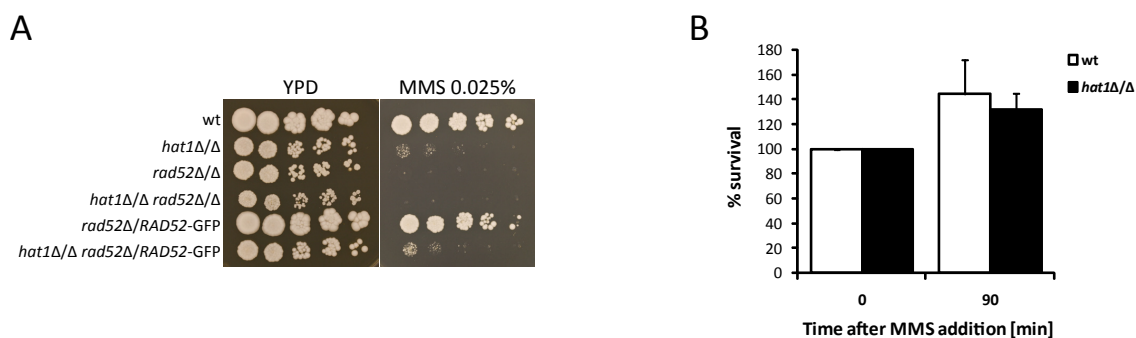 A
YPD MMS 0.025%
wt
hat1Δ/Δ
rad52Δ/Δ
hat1Δ/Δ rad52Δ/Δ
rad52Δ/RAD52-GFP
hat1Δ/Δ rad52Δ/RAD52-GFP
B
180
160
140
120
100
80
60
40
20
0
% survival
0 90
Time after MMS addition [min]
wt
hat1Δ/Δ